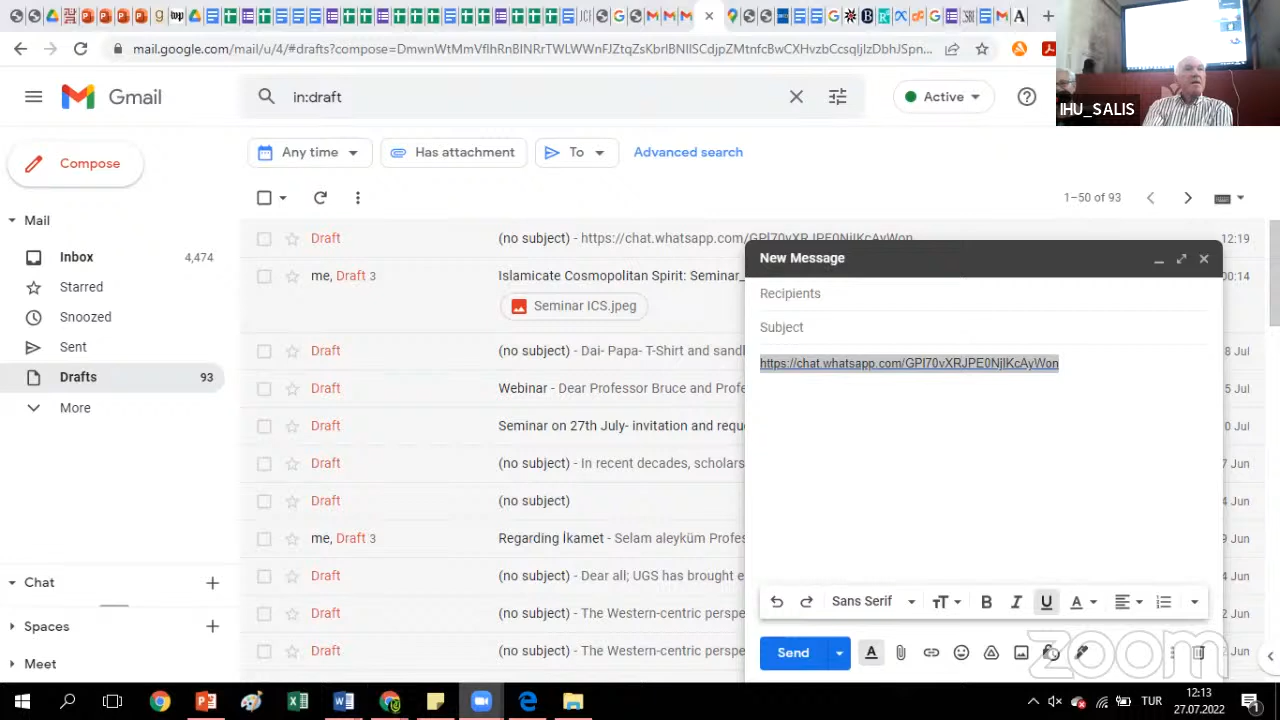 mail.google.com/mail/u/4/#drafts?compose=DmwnWtMmVflhRnBlNRrTWLWWnFJZtqZsKbrlBNllSCdjpZMtnfcBwCXHvzbCcsqljlzDbhJSpn...
Gmail
in:draft
Active
IHU_SALIS
Compose
Any time
Has attachment
To
Advanced search
1–50 of 93
Mail
Inbox 4,474
Starred
Snoozed
Sent
Drafts 93
More
Chat
Spaces
Meet
Draft (no subject) - https://chat.whatsapp.com/GPl70vXRJPE0NjlKcAyWon 12:19
me, Draft 3 Islamicate Cosmopolitan Spirit: Seminar_ 00:14
Seminar ICS.jpeg
Draft (no subject) - Dai- Papa- T-Shirt and sand 8 Jul
Draft Webinar - Dear Professor Bruce and Profe 5 Jul
Draft Seminar on 27th July- invitation and reque 0 Jul
Draft (no subject) - In recent decades, scholars 7 Jun
Draft (no subject) 4 Jun
me, Draft 3 Regarding İkamet - Selam aleyküm Profes 9 Jun
Draft (no subject) - Dear all; UGS has brought e 4 Jun
Draft (no subject) - The Western-centric perspe 2 Jun
Draft (no subject) - The Western-centric perspe 2 Jun
New Message
Recipients
Subject
https://chat.whatsapp.com/GPl70vXRJPE0NjlKcAyWon
Sans Serif
Send
zoom
TUR
12:13
27.07.2022